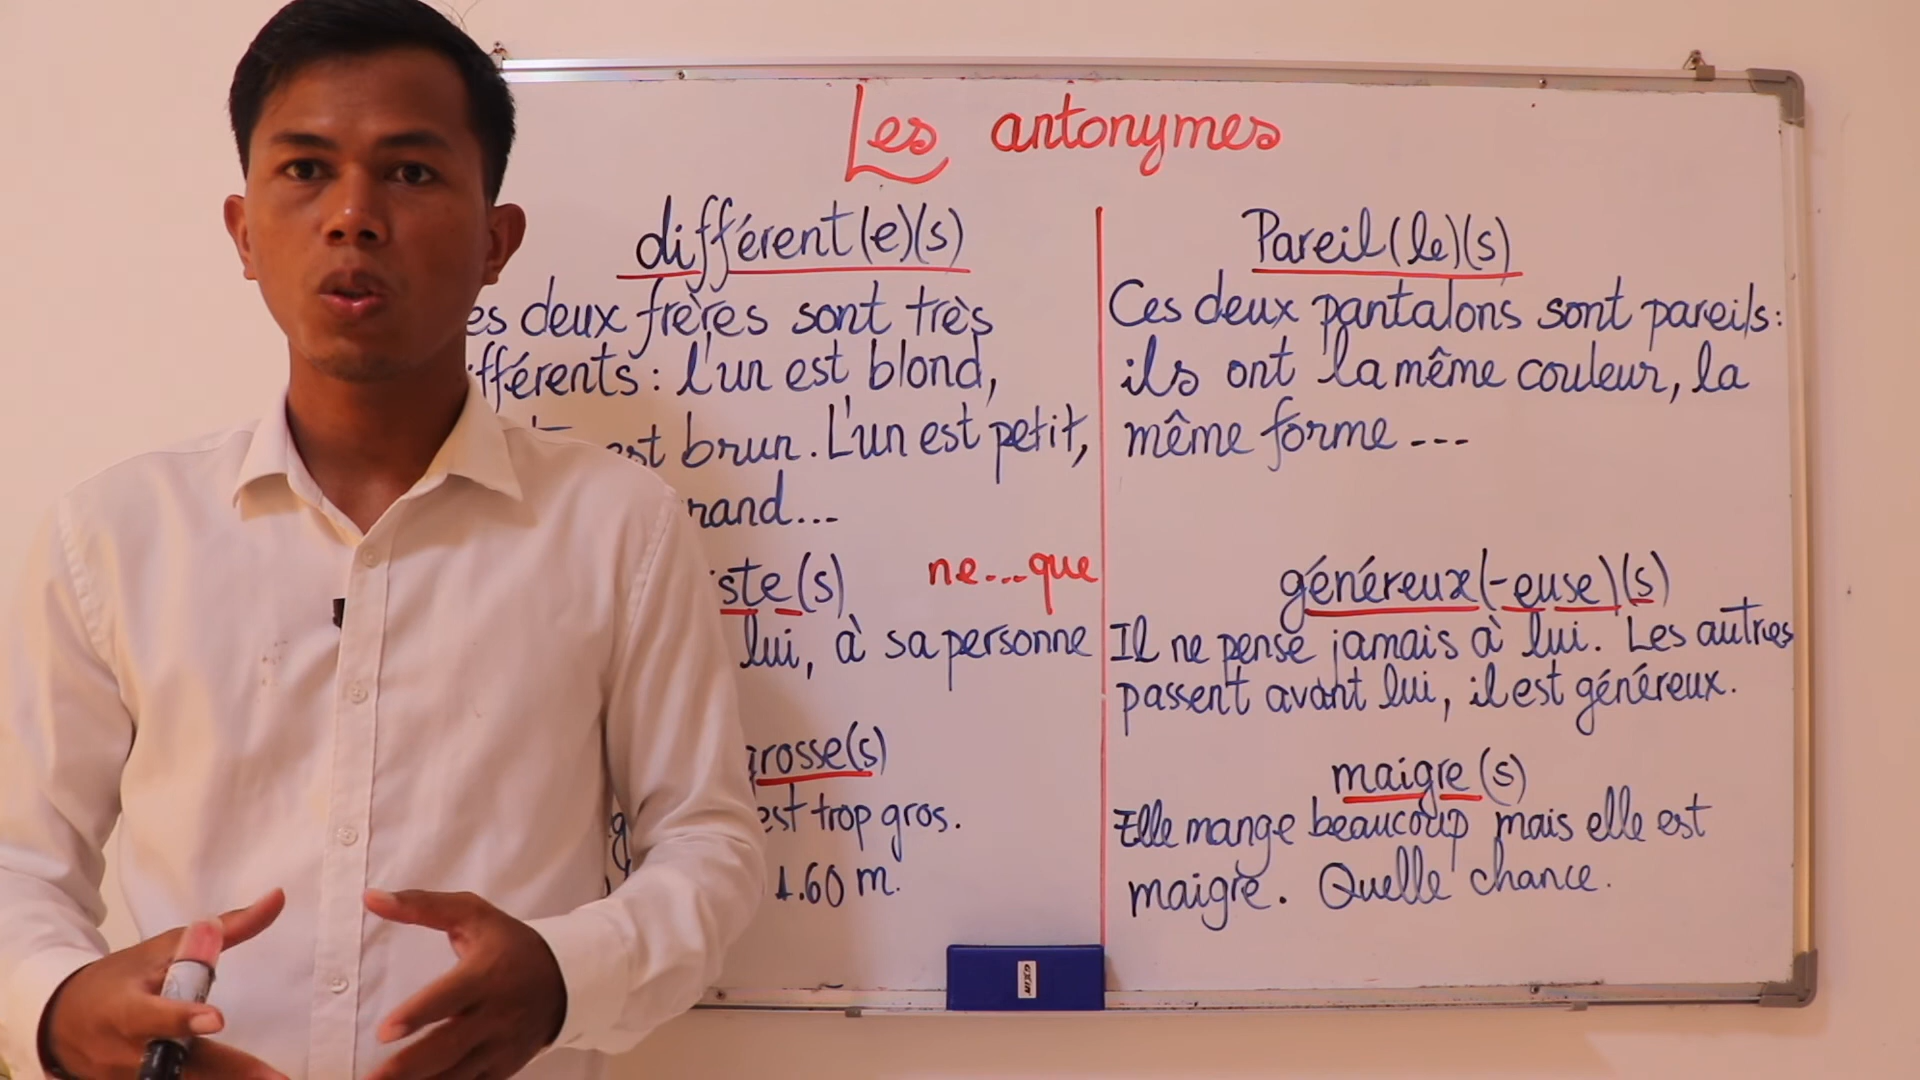 Les antonymes
différent(e)(s)
es deux frères sont très
fférents : l'un est blond,
est brun. L'un est petit,
rand...
ste(s) ne...que
lui, à sa personne
grosse(s)
est trop gros.
1.60 m.
Pareil(le)(s)
Ces deux pantalons sont pareils :
ils ont la même couleur, la
même forme ---
généreux(-euse)(s)
Il ne pense jamais à lui. Les autres
passent avant lui, il est généreux.
maigre(s)
Elle mange beaucoup mais elle est
maigre. Quelle chance.